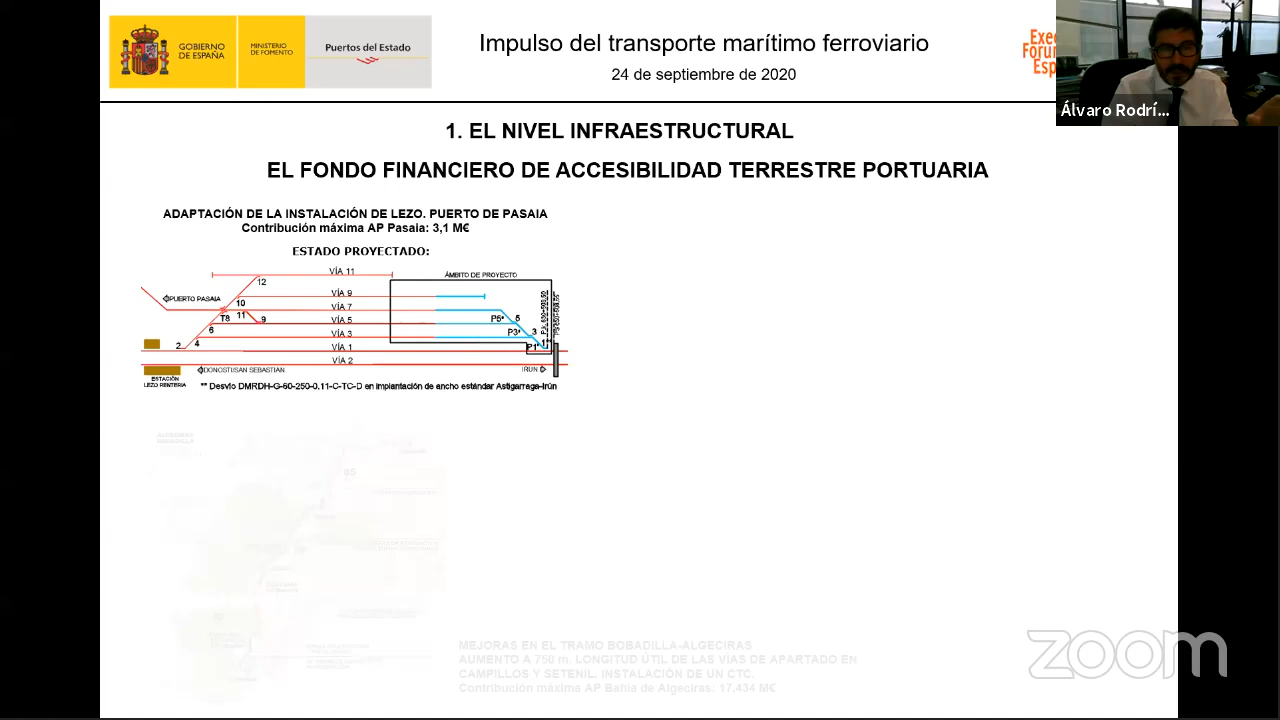 GOBIERNO
DE ESPAÑA
MINISTERIO
DE FOMENTO
Puertos del Estado
Impulso del transporte marítimo ferroviario
24 de septiembre de 2020
Álvaro Rodrí...
1. EL NIVEL INFRAESTRUCTURAL
EL FONDO FINANCIERO DE ACCESIBILIDAD TERRESTRE PORTUARIA
ADAPTACIÓN DE LA INSTALACIÓN DE LEZO. PUERTO DE PASAIA
Contribución máxima AP Pasaia: 3,1 M€
ESTADO PROYECTADO:
VÍA 11
ÁMBITO DE PROYECTO
12
PUERTO PASAIA
VÍA 9
10
VÍA 7
T8
11
9
VÍA 5
P5*
5
6
VÍA 3
P3*
3
2
4
VÍA 1
P1*
1
VÍA 2
ESTACIÓN
LEZO RENTERIA
DONOSTI/SAN SEBASTIAN
IRUN
** Desvío DMRDH-G-60-250-0.11-C-TC-D en implantación de ancho estándar Astigarraga-Irún
MEJORAS EN EL TRAMO BOBADILLA-ALGECIRAS
AUMENTO A 750 m. LONGITUD ÚTIL DE LAS VÍAS DE APARTADO EN
CAMPILLOS Y SETENIL. INSTALACIÓN DE UN CTC.
Contribución máxima AP Bahía de Algeciras: 17.434 M€
zoom